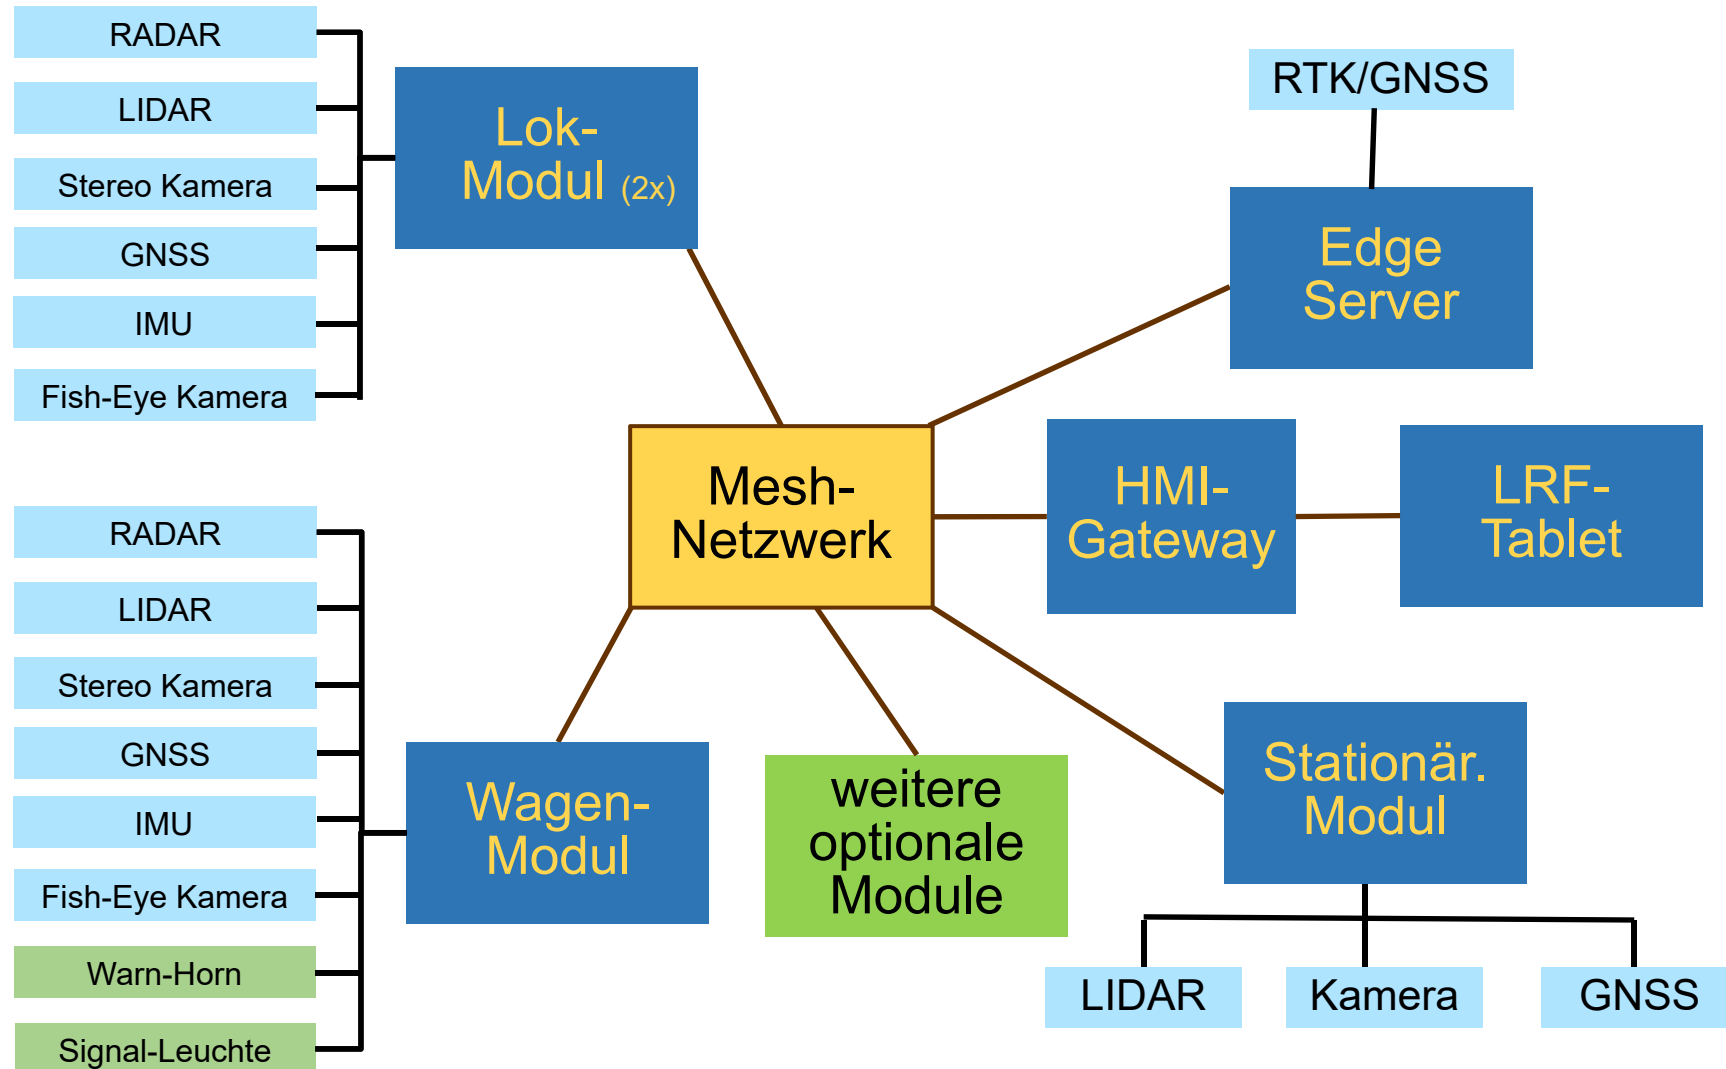 RADAR
LIDAR
Stereo Kamera
GNSS
IMU
Fish-Eye Kamera
Lok-
Modul (2x)
RTK/GNSS
Edge
Server
Mesh-
Netzwerk
HMI-
Gateway
LRF-
Tablet
RADAR
LIDAR
Stereo Kamera
GNSS
IMU
Fish-Eye Kamera
Warn-Horn
Signal-Leuchte
Wagen-
Modul
weitere
optionale
Module
Stationär.
Modul
LIDAR
Kamera
GNSS